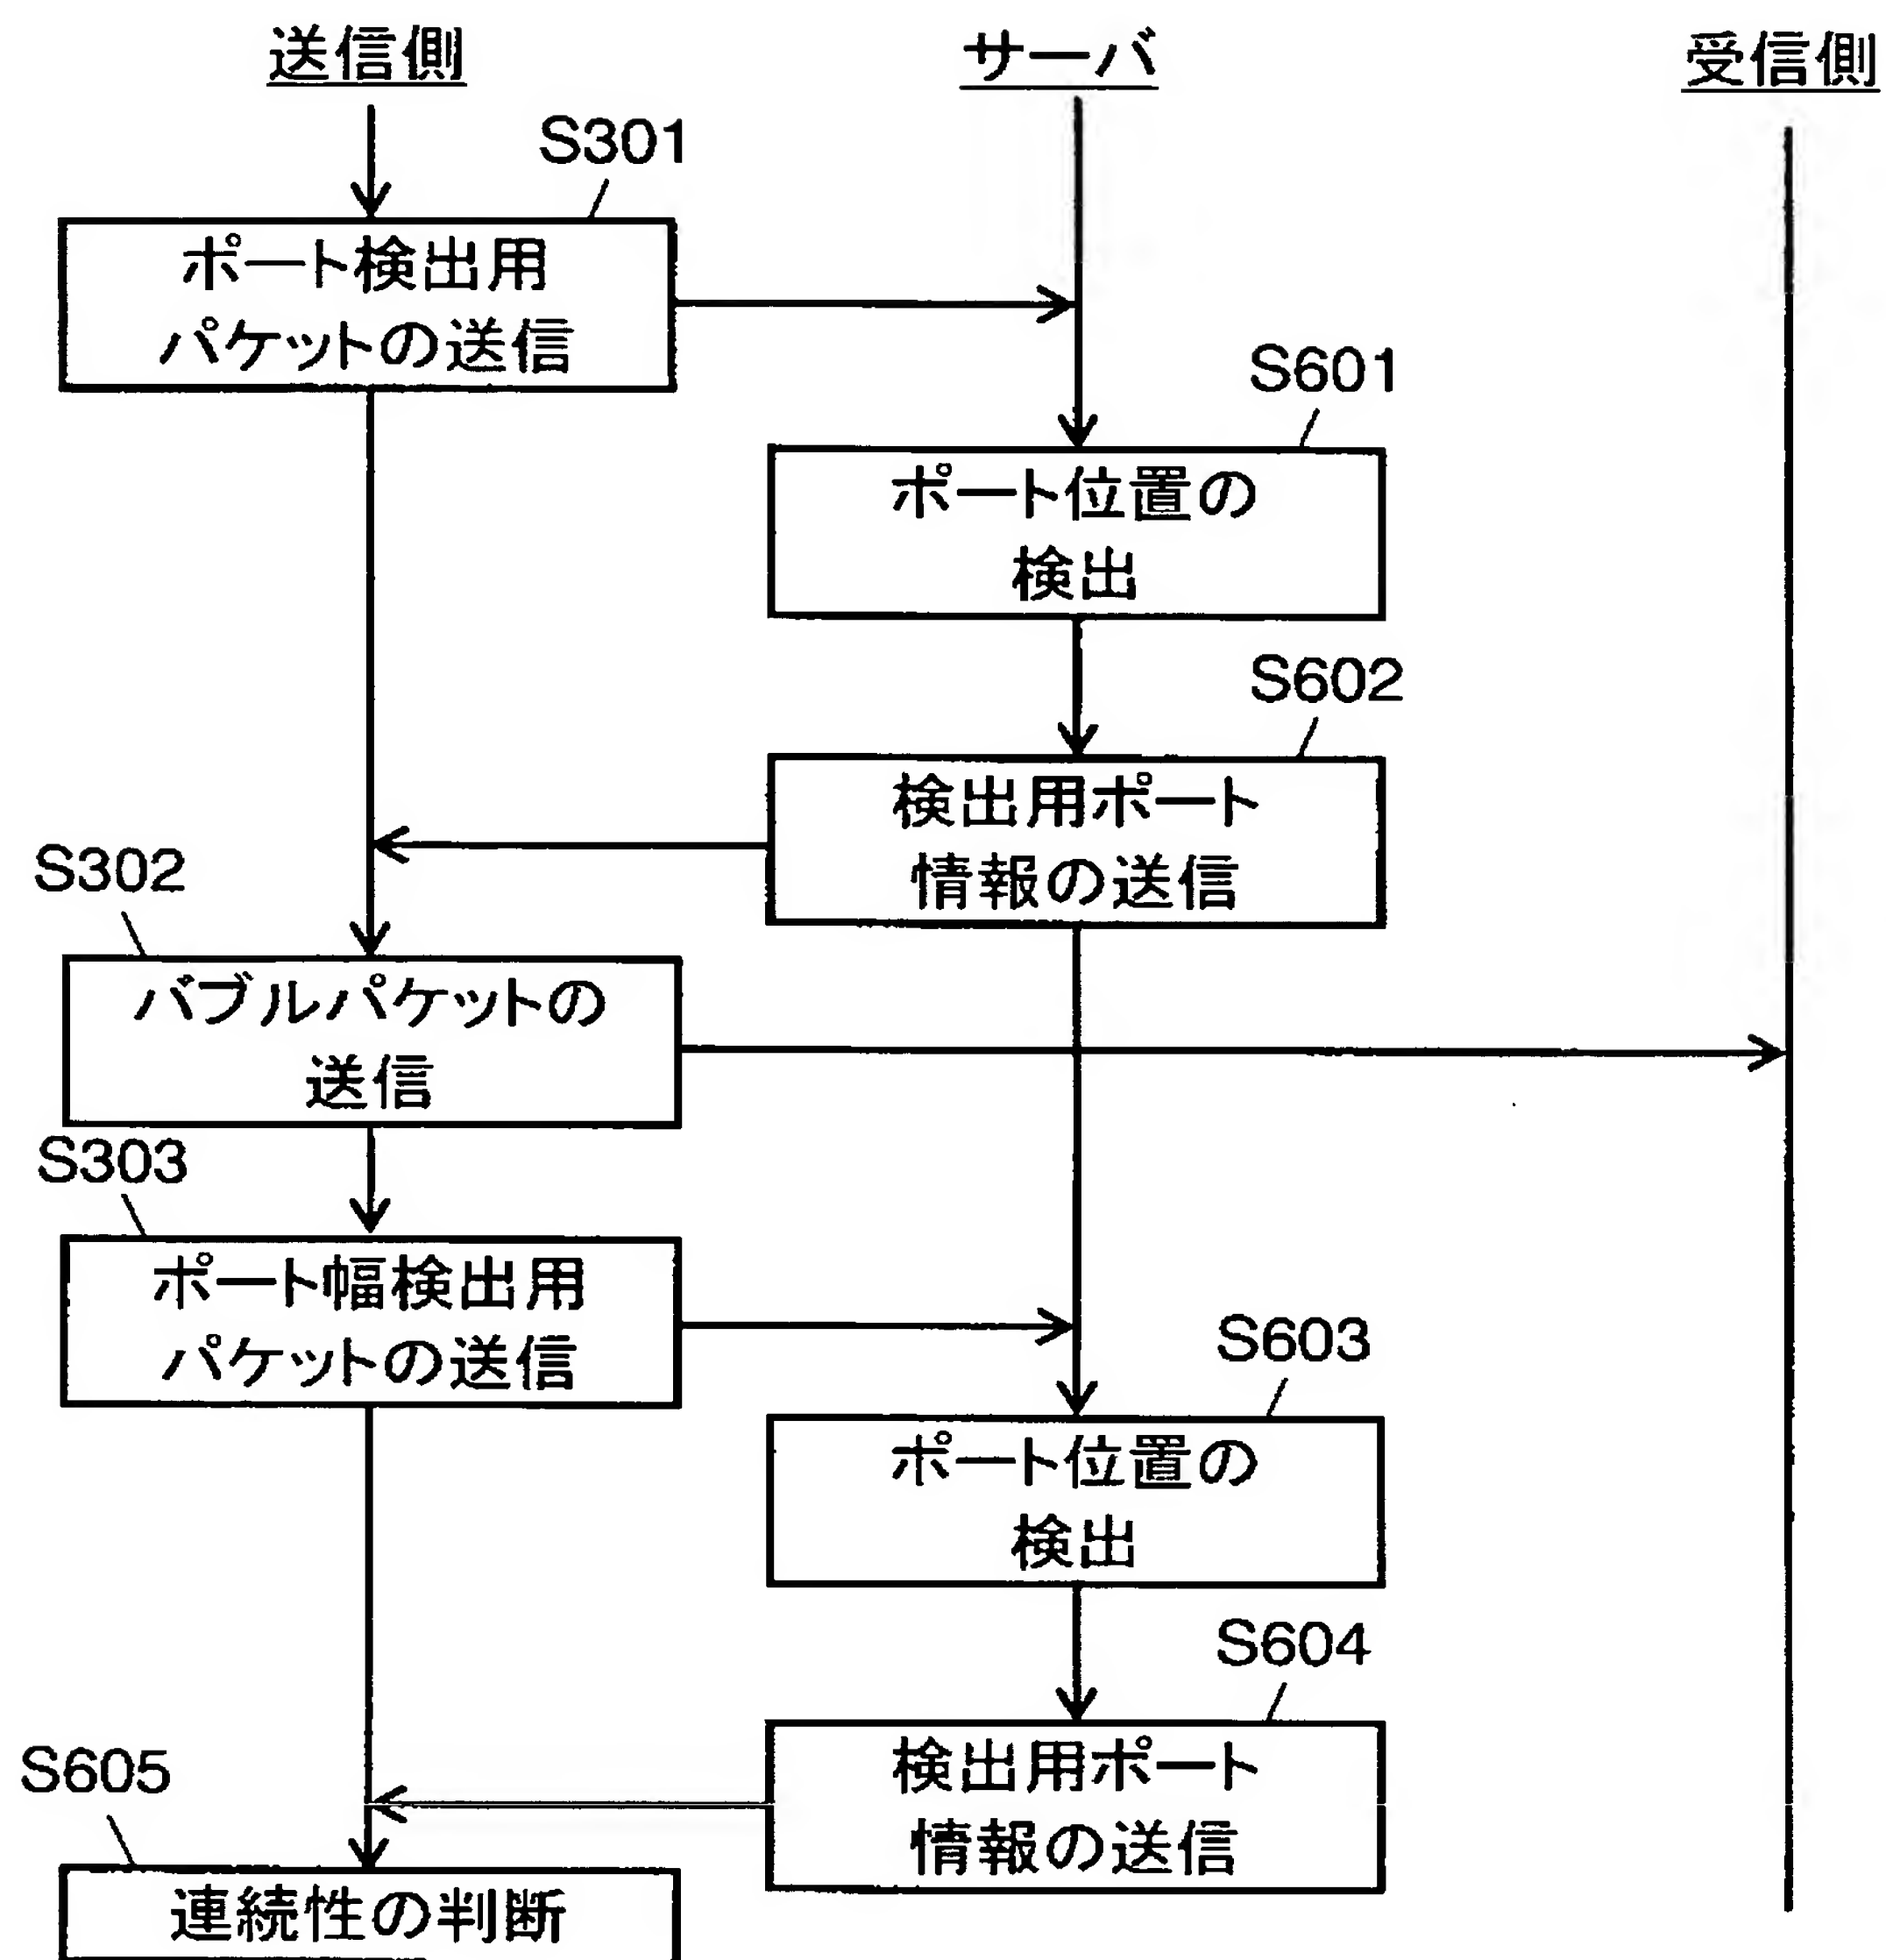 送信側
サーバ
受信側
S301
ポート検出用
パケットの送信
S601
ポート位置の
検出
S602
検出用ポート
情報の送信
S302
バブルパケットの
送信
S303
ポート幅検出用
パケットの送信
S603
ポート位置の
検出
S604
検出用ポート
情報の送信
S605
連続性の判断